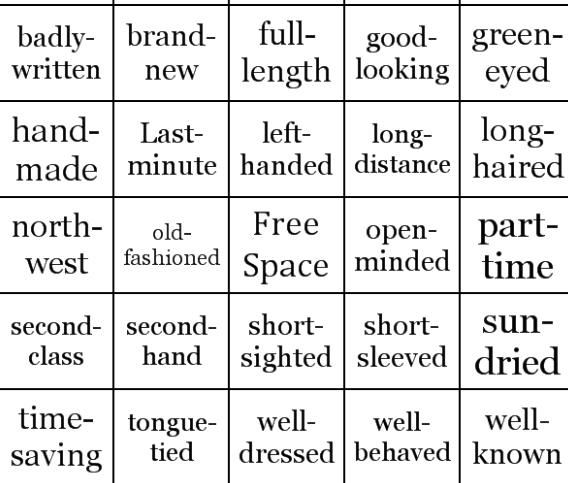 badly-
written
brand-
new
full-
length
good-
looking
green-
eyed
hand-
made
Last-
minute
left-
handed
long-
distance
long-
haired
north-
west
old-
fashioned
Free
Space
open-
minded
part-
time
second-
class
second-
hand
short-
sighted
short-
sleeved
sun-
dried
time-
saving
tongue-
tied
well-
dressed
well-
behaved
well-
known